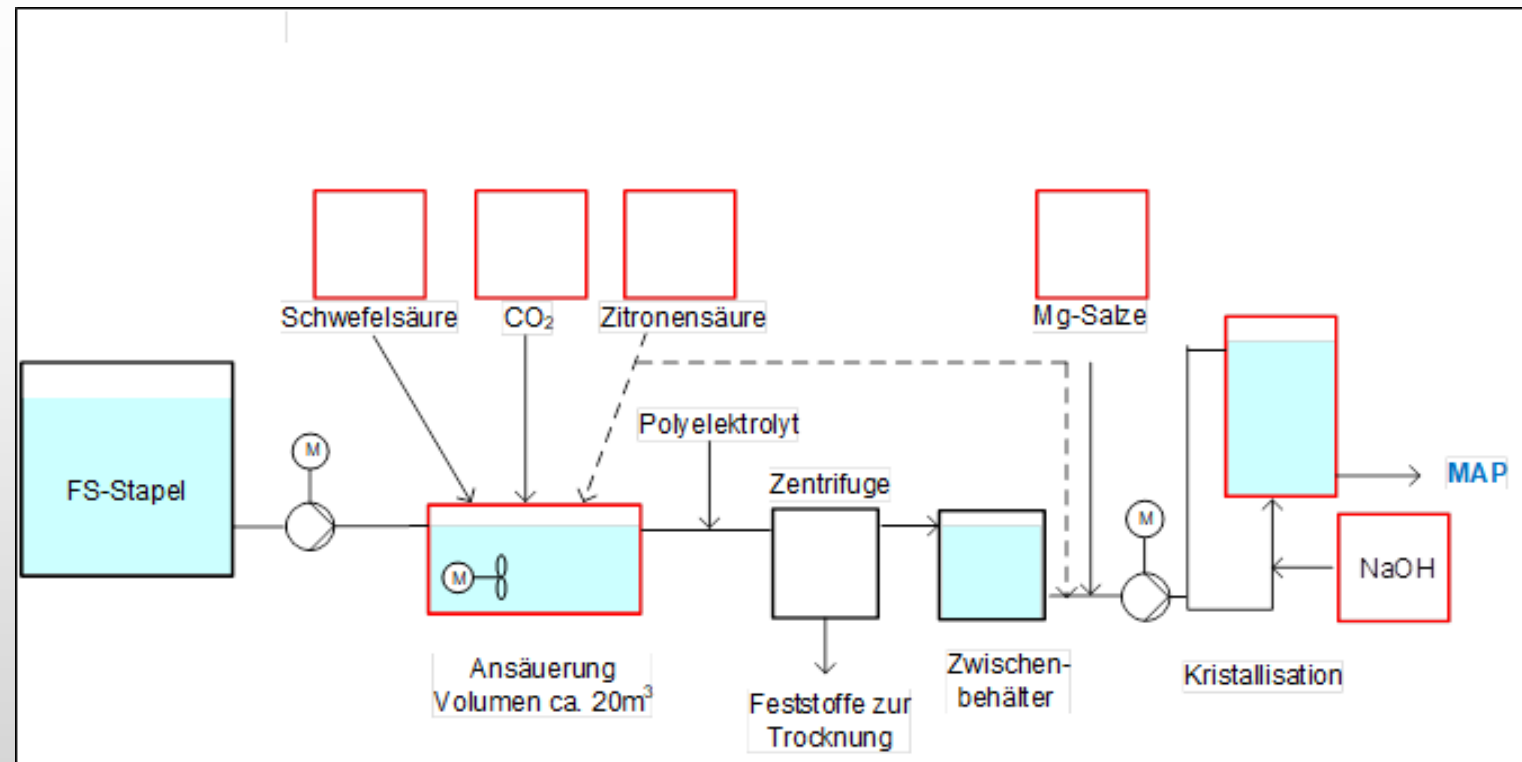 Schwefelsäure
CO₂
Zitronensäure
Mg-Salze
FS-Stapel
M
Polyelektrolyt
Zentrifuge
MAP
M
M
NaOH
Ansäuerung
Volumen ca. 20m³
Feststoffe zur
Trocknung
Zwischen-
behälter
Kristallisation